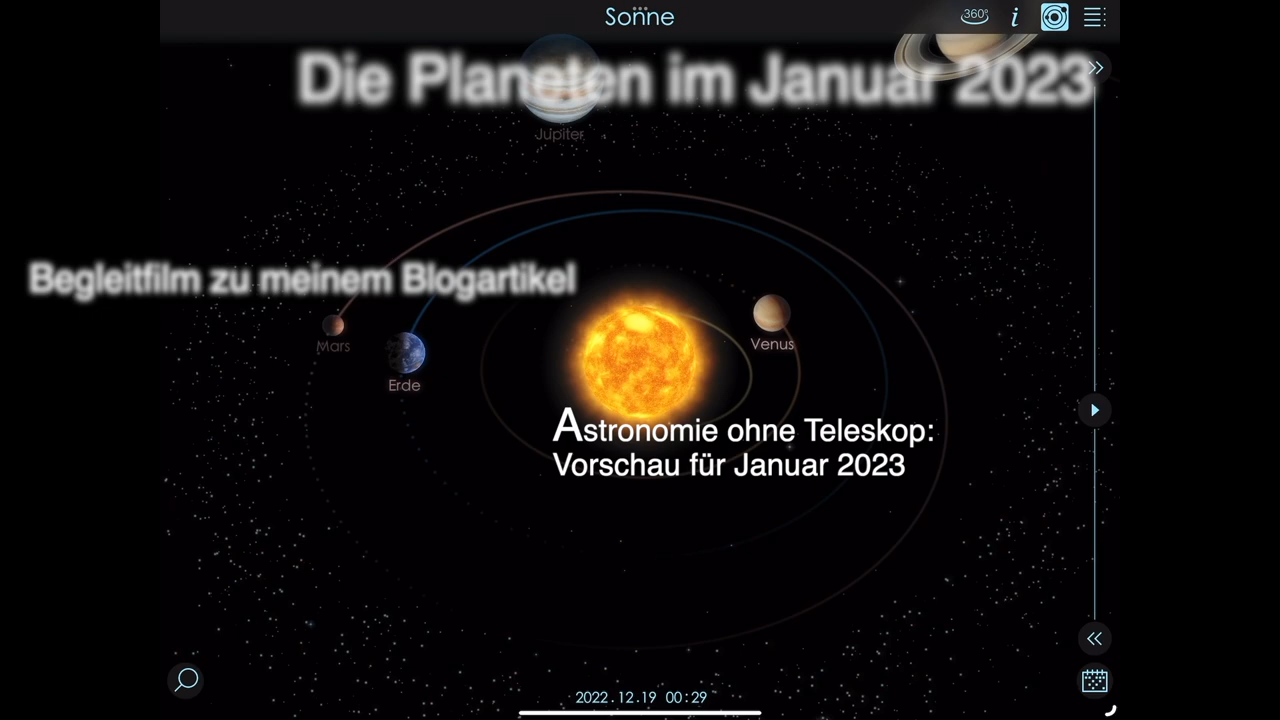 Sonne
360°
i
Die Planeten im Januar 2023
Jupiter
Begleitfilm zu meinem Blogartikel
Mars
Erde
Venus
Astronomie ohne Teleskop:
Vorschau für Januar 2023
2022.12.19 00:29